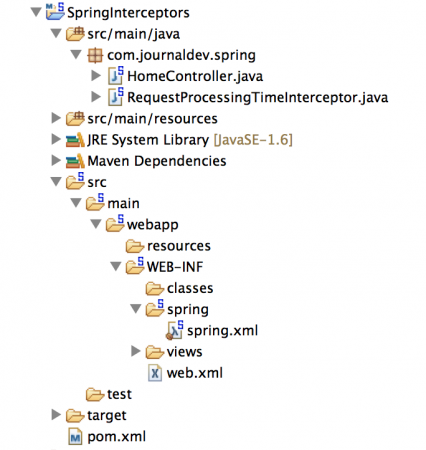 SpringInterceptors
src/main/java
com.journaldev.spring
HomeController.java
RequestProcessingTimeInterceptor.java
src/main/resources
JRE System Library [JavaSE-1.6]
Maven Dependencies
src
main
webapp
resources
WEB-INF
classes
spring
spring.xml
views
web.xml
test
target
pom.xml